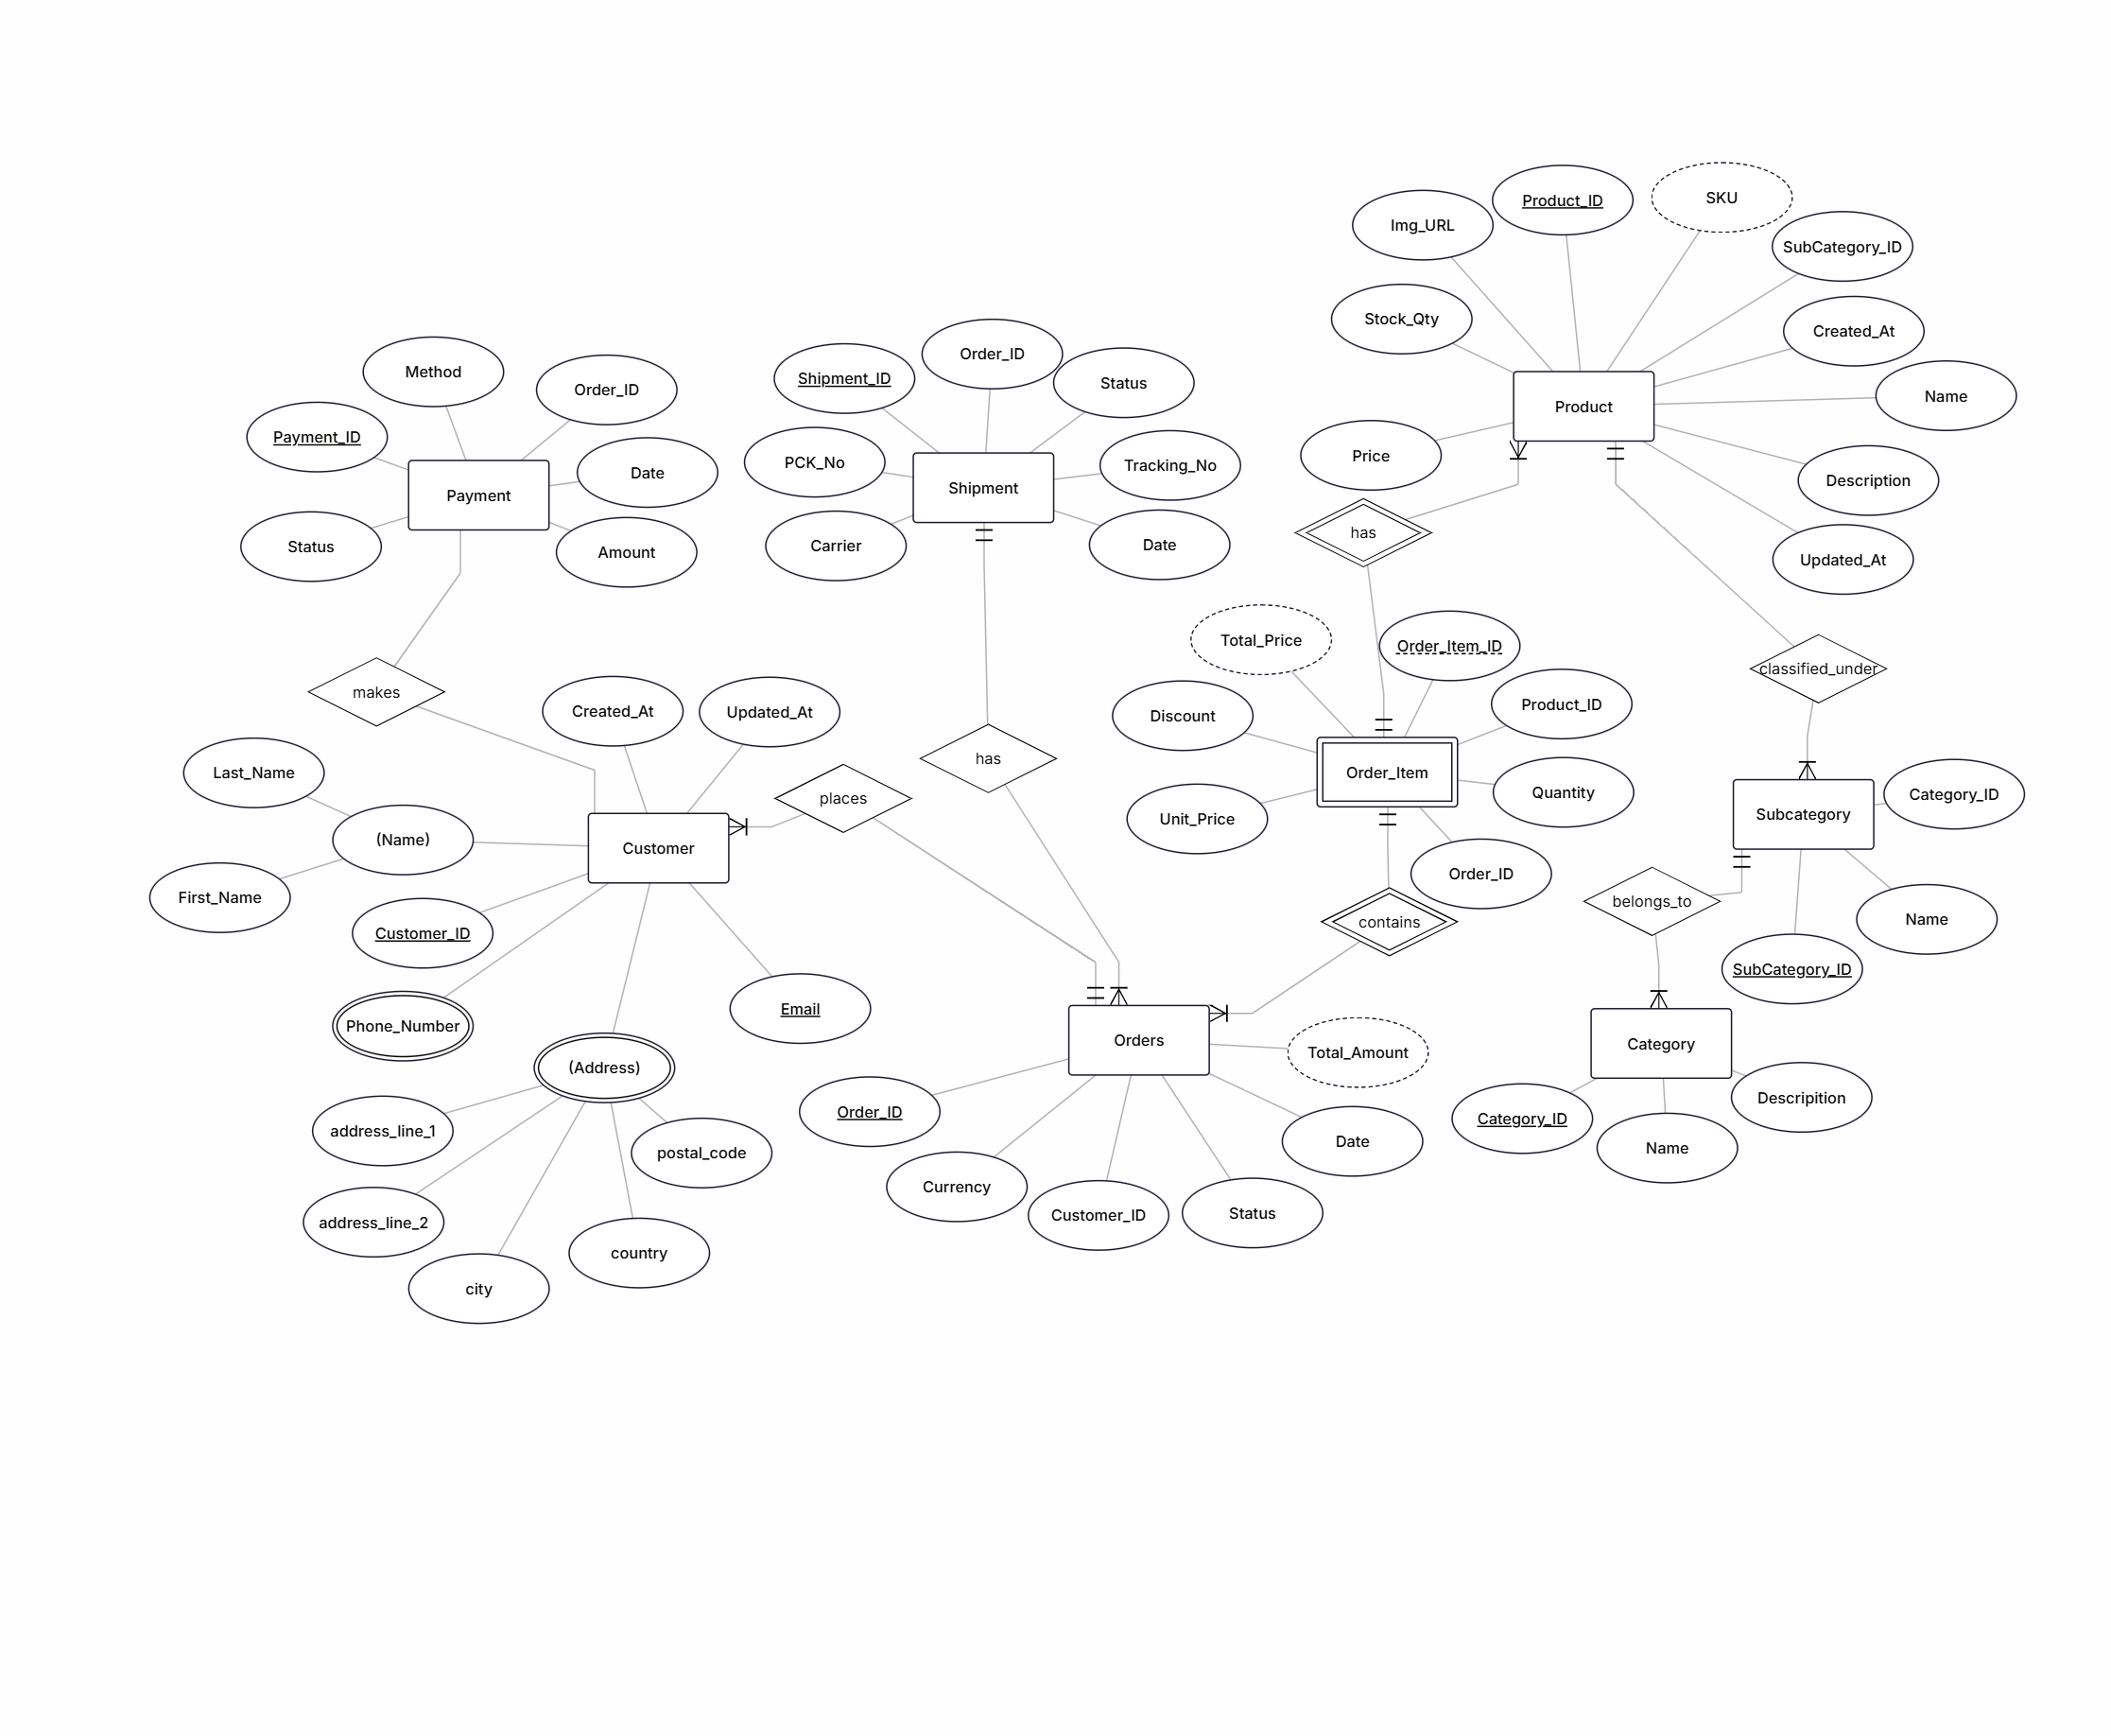 Product_ID
SKU
Img_URL
SubCategory_ID
Stock_Qty
Created_At
Product
Name
Price
Description
Updated_At
has
classified_under
Method
Order_ID
Payment_ID
Date
Payment
Status
Amount
makes
Order_ID
Shipment_ID
Status
PCK_No
Tracking_No
Shipment
Carrier
Date
has
Total_Price
Order_Item_ID
Discount
Product_ID
Order_Item
Quantity
Unit_Price
Order_ID
contains
Subcategory
Category_ID
belongs_to
Name
SubCategory_ID
Category
Category_ID
Descripition
Name
Created_At
Updated_At
Last_Name
places
(Name)
Customer
First_Name
Customer_ID
Phone_Number
Email
(Address)
address_line_1
postal_code
address_line_2
country
city
Orders
Total_Amount
Order_ID
Date
Currency
Customer_ID
Status